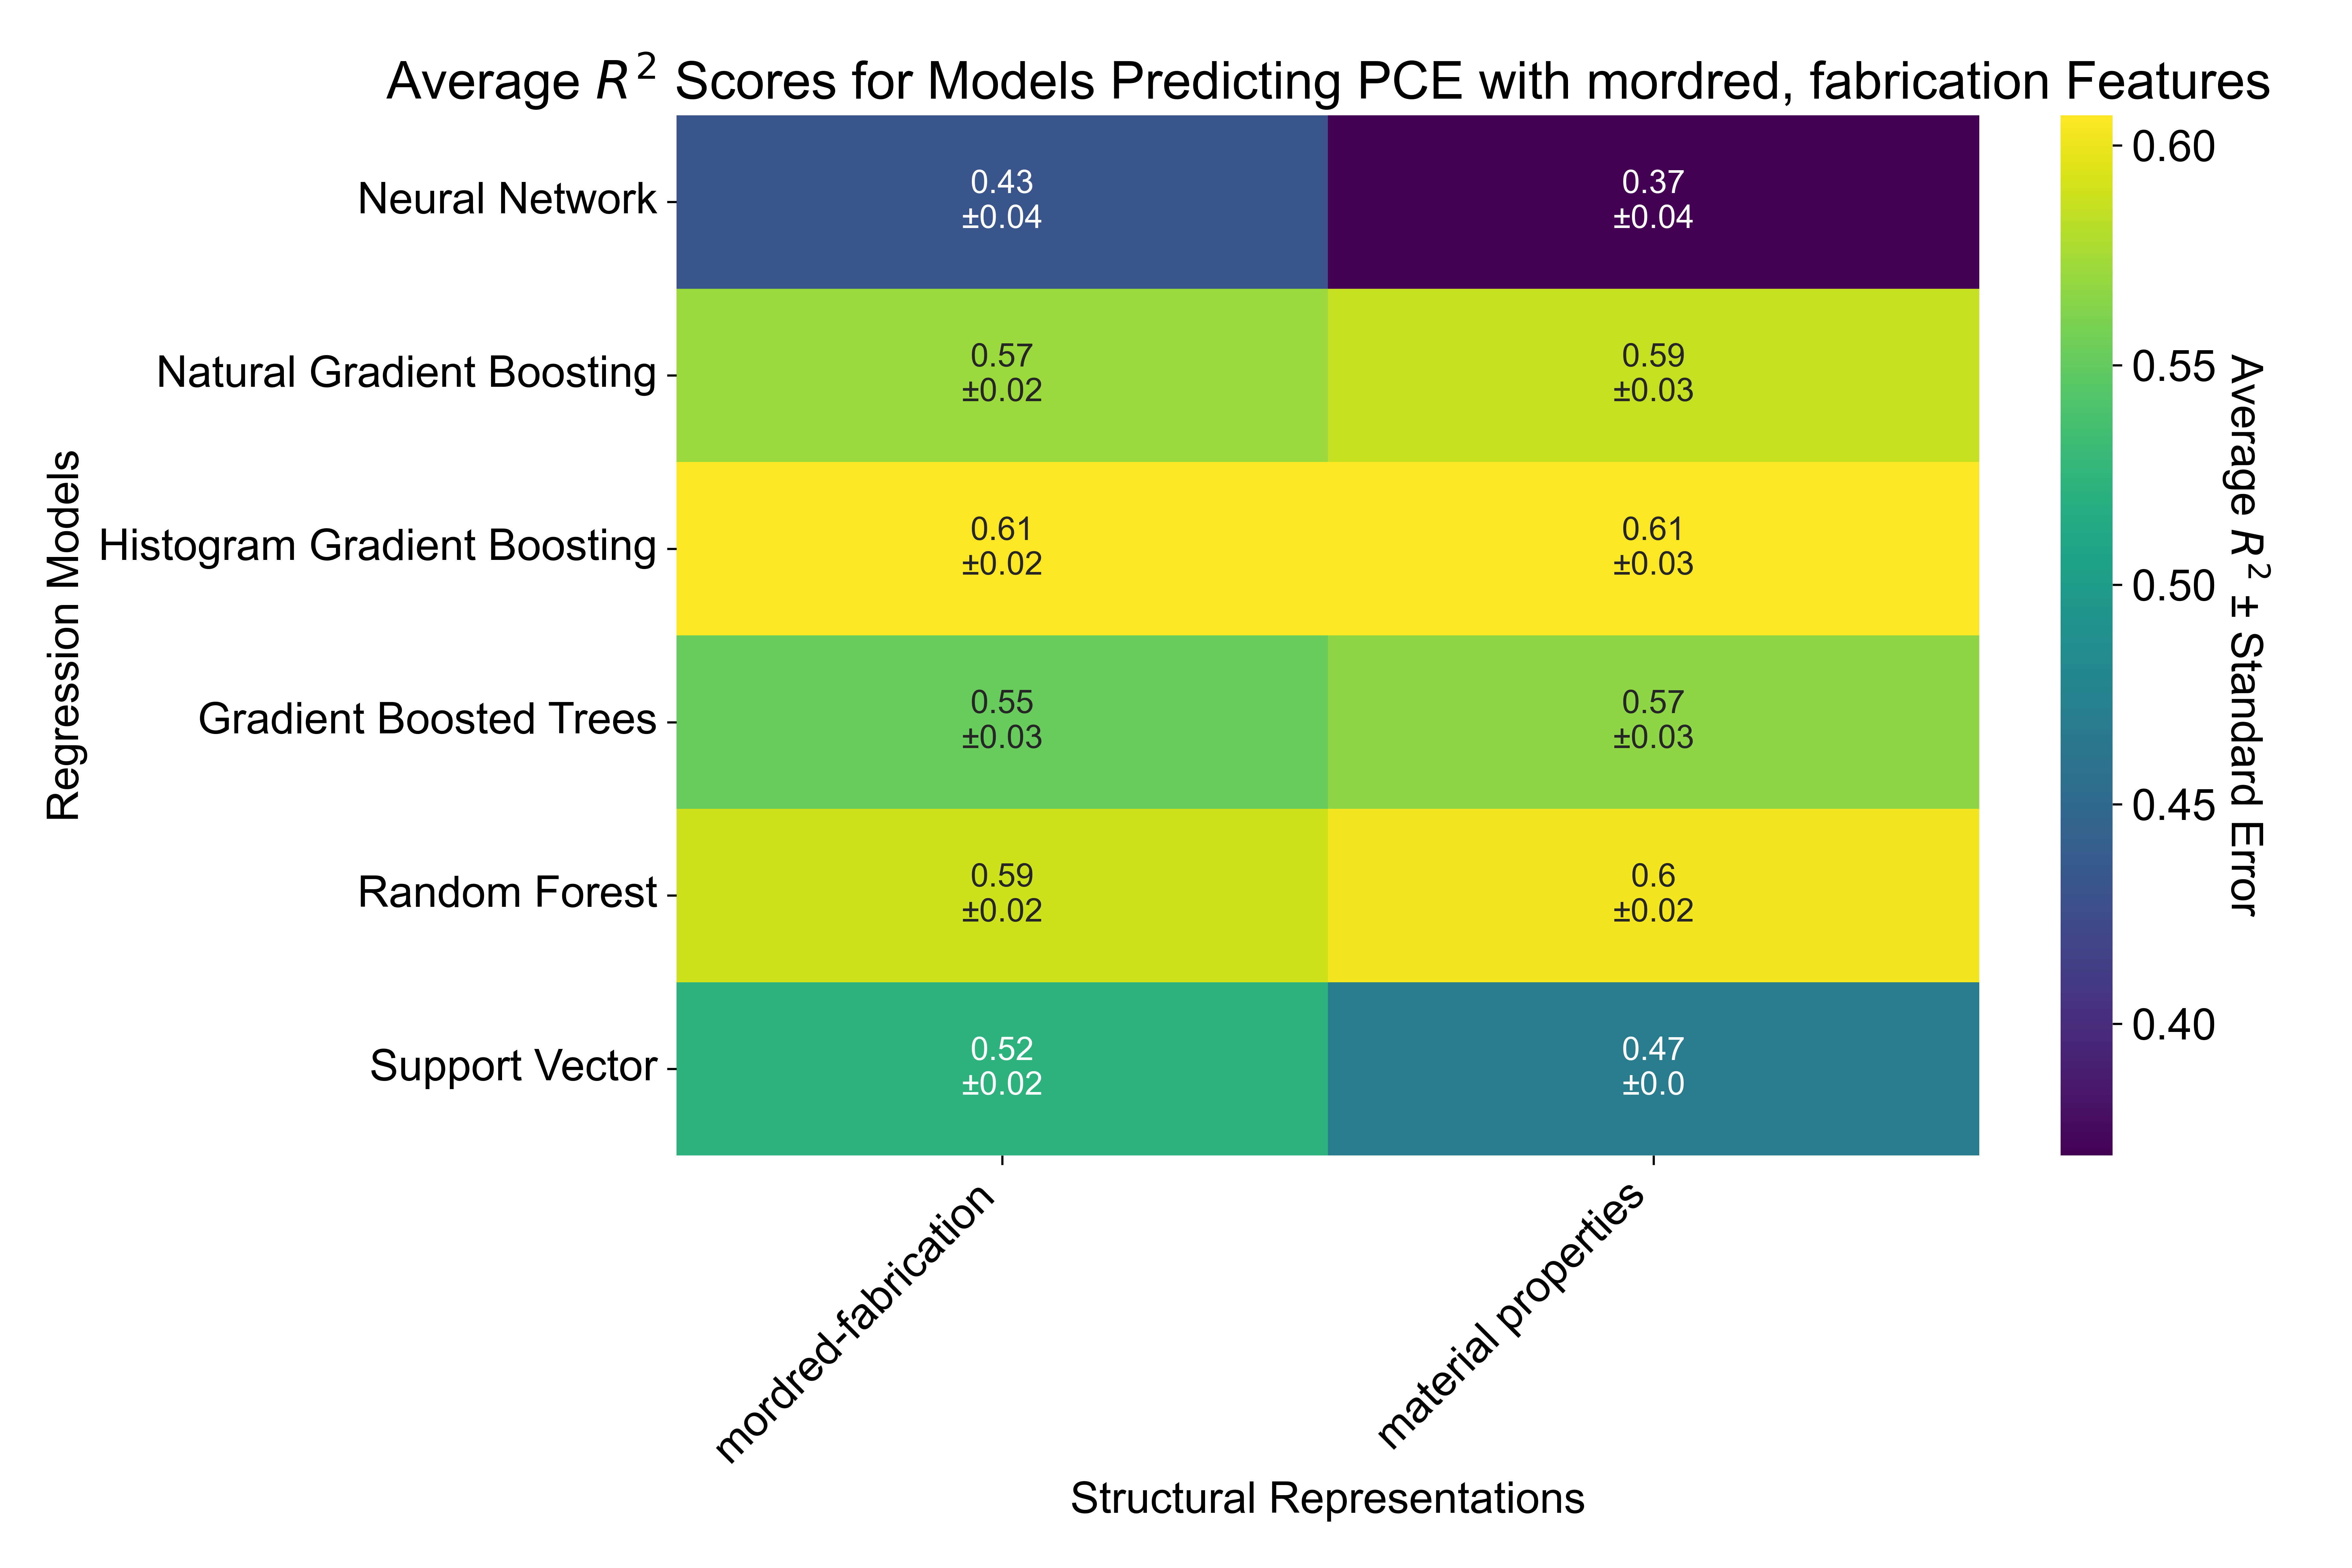 Average R² Scores for Models Predicting PCE with mordred, fabrication Features
Regression Models
Neural Network
Natural Gradient Boosting
Histogram Gradient Boosting
Gradient Boosted Trees
Random Forest
Support Vector
0.43
±0.04
0.37
±0.04
0.57
±0.02
0.59
±0.03
0.61
±0.02
0.61
±0.03
0.55
±0.03
0.57
±0.03
0.59
±0.02
0.6
±0.02
0.52
±0.02
0.47
±0.0
mordred-fabrication
material properties
Structural Representations
0.60
0.55
0.50
0.45
0.40
Average R² ± Standard Error